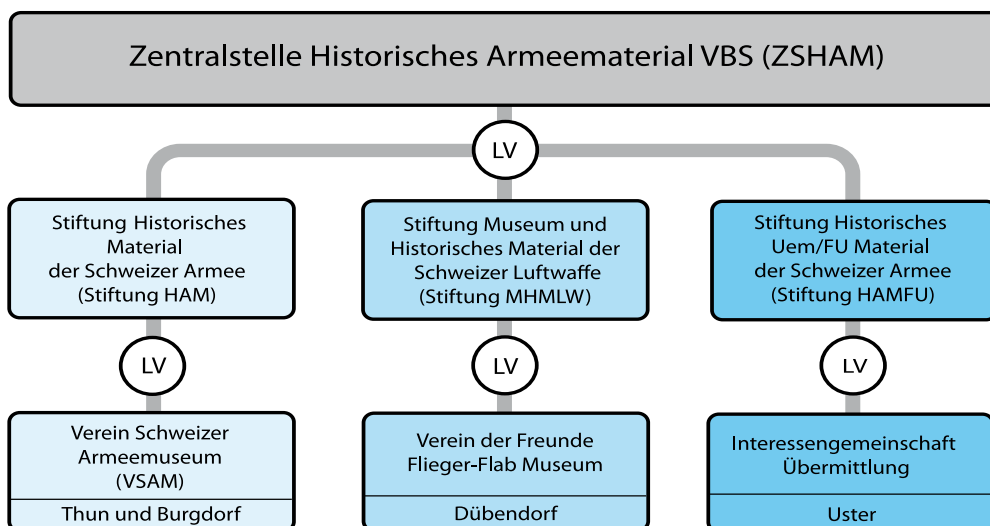 Zentralstelle Historisches Armeematerial VBS (ZSHAM)
LV
Stiftung Historisches
Material
der Schweizer Armee
(Stiftung HAM)
Stiftung Museum und
Historisches Material der
Schweizer Luftwaffe
(Stiftung MHMLW)
Stiftung Historisches
Uem/FU Material
der Schweizer Armee
(Stiftung HAMFU)
LV
LV
LV
Verein Schweizer
Armeemuseum
(VSAM)
Thun und Burgdorf
Verein der Freunde
Flieger-Flab Museum
Dübendorf
Interessengemeinschaft
Übermittlung
Uster